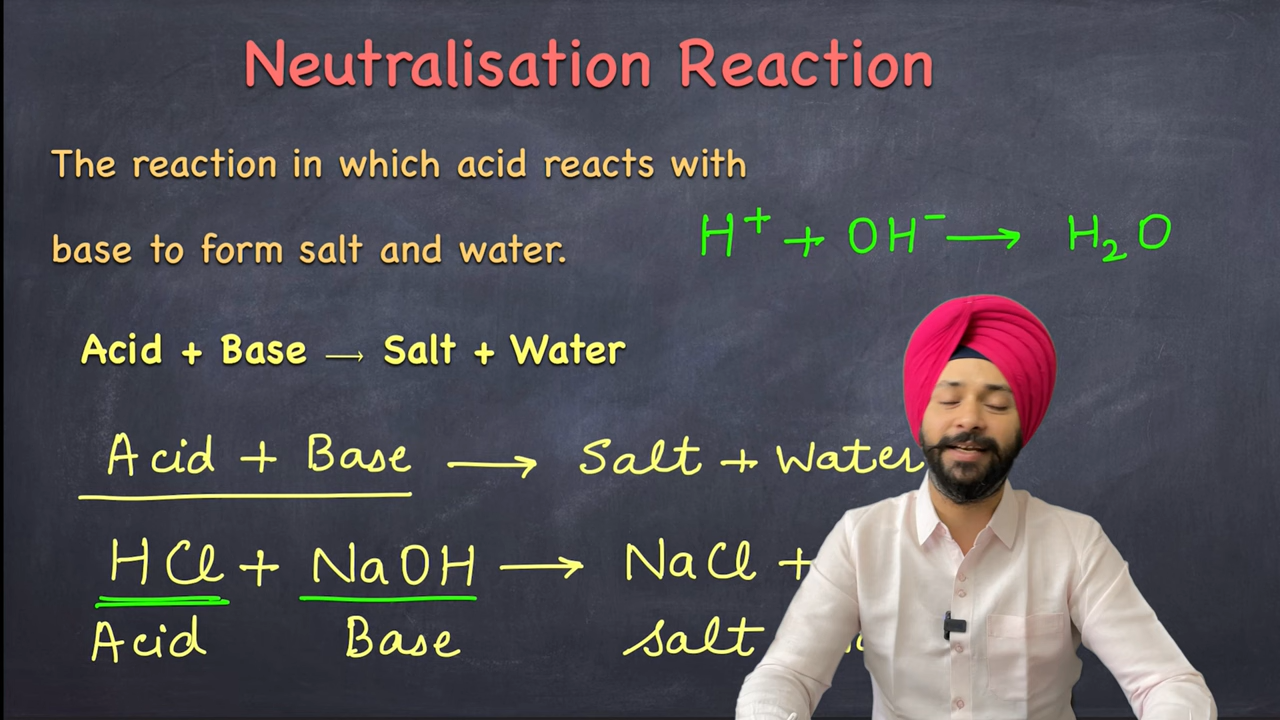 Neutralisation Reaction
The reaction in which acid reacts with
base to form salt and water.
H⁺ + OH⁻ ⟶ H₂O
Acid + Base ⟶ Salt + Water
Acid + Base ⟶ Salt + Water
HCl + NaOH ⟶ NaCl +
Acid Base Salt